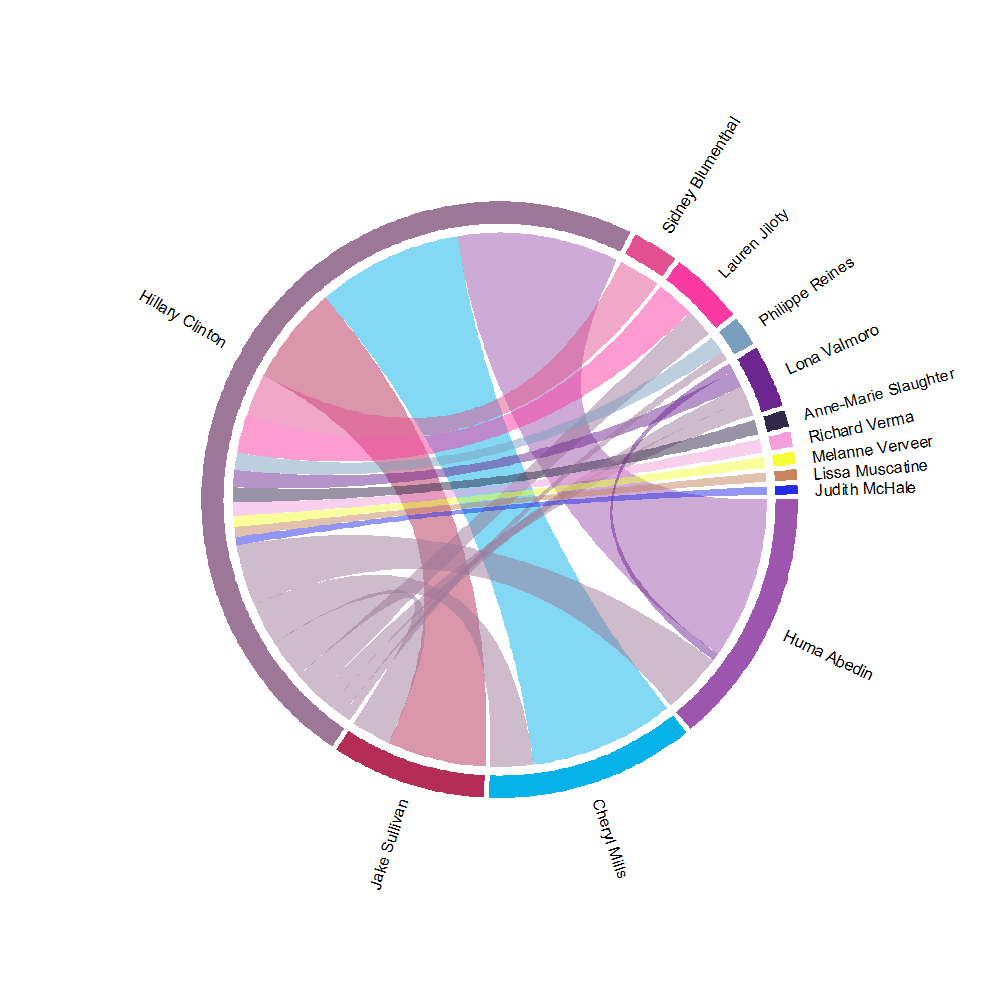 Sidney Blumenthal
Lauren Jiloty
Philippe Reines
Lona Valmoro
Anne-Marie Slaughter
Richard Verma
Melanne Verveer
Lissa Muscatine
Judith McHale
Huma Abedin
Cheryl Mills
Jake Sullivan
Hillary Clinton